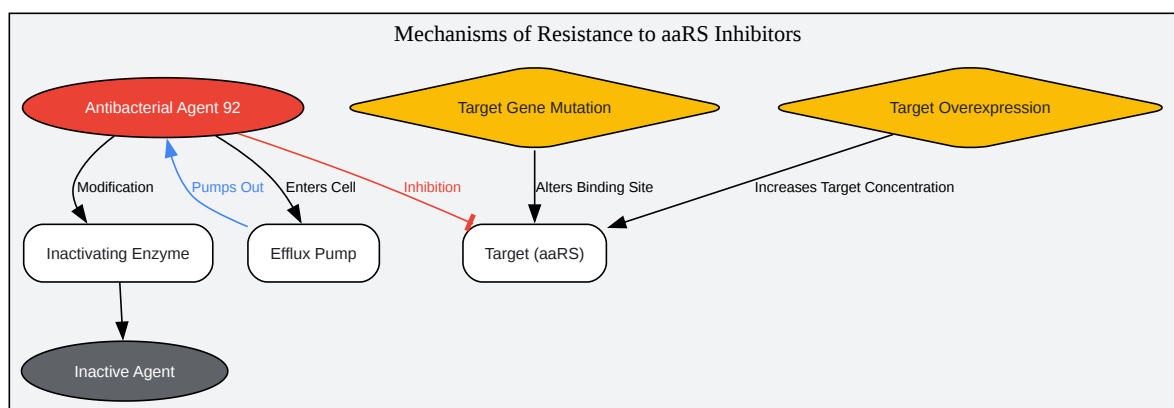 Mechanisms of Resistance to aaRS Inhibitors
Antibacterial Agent 92
Target Gene Mutation
Target Overexpression
Modification
Pumps Out
Enters Cell
Inhibition
Alters Binding Site
Increases Target Concentration
Inactivating Enzyme
Efflux Pump
Target (aaRS)
Inactive Agent